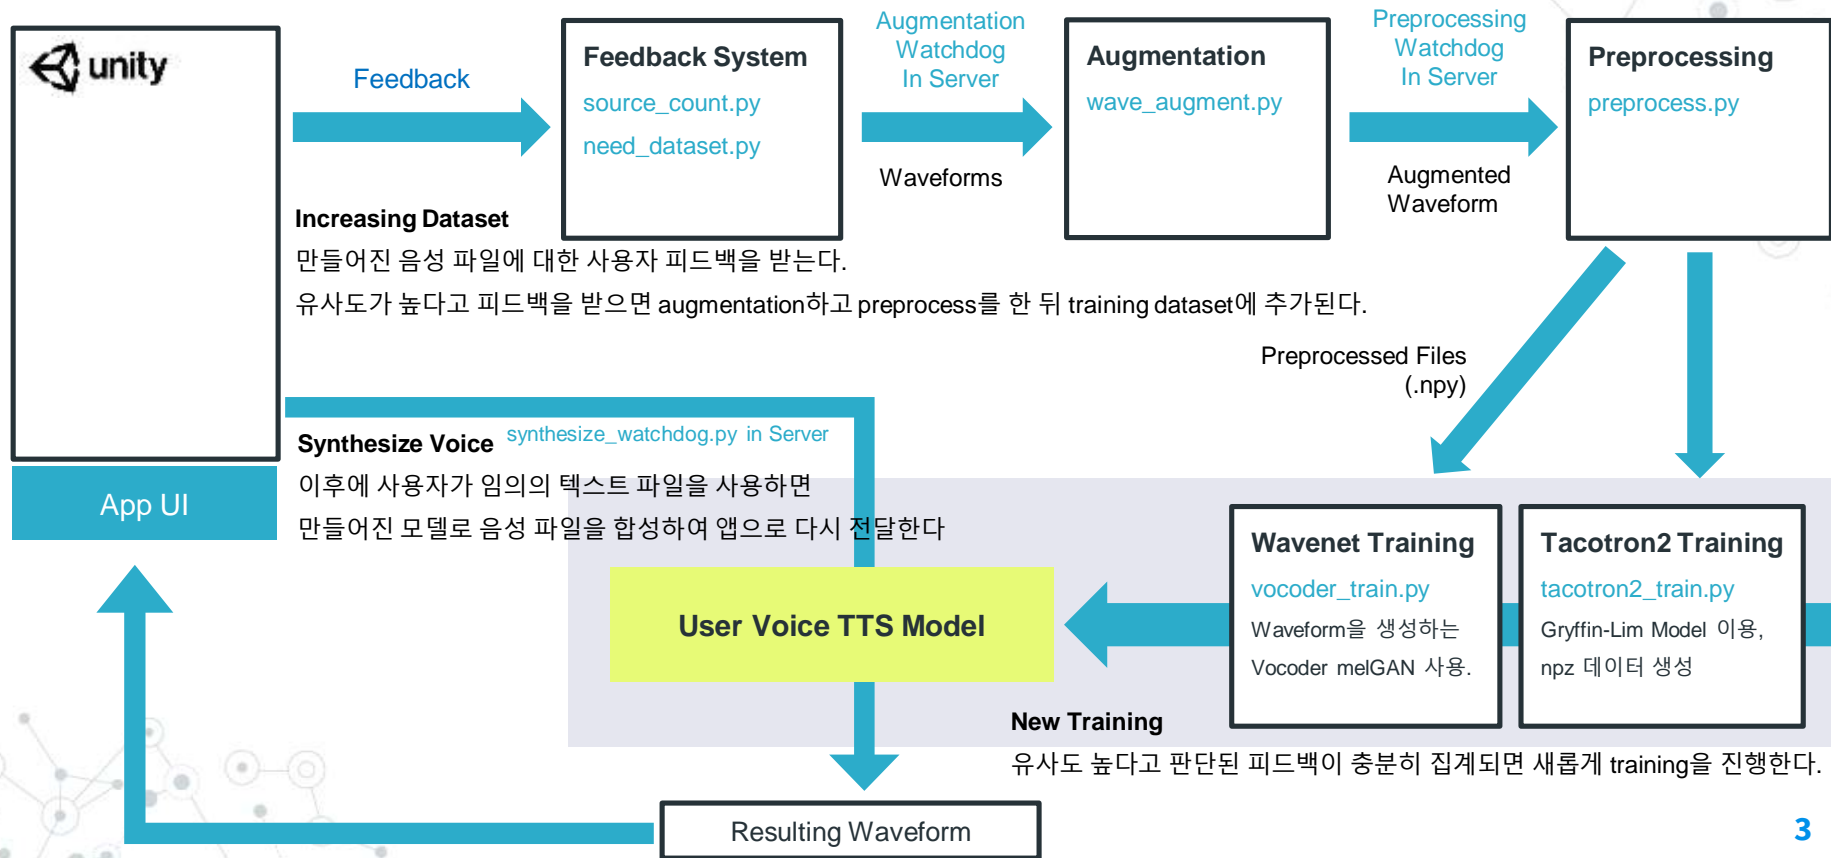 unity
App UI
Feedback
Feedback System
source_count.py
need_dataset.py
Augmentation
Watchdog
In Server
Waveforms
Augmentation
wave_augment.py
Preprocessing
Watchdog
In Server
Augmented
Waveform
Preprocessing
preprocess.py
Increasing Dataset
만들어진 음성 파일에 대한 사용자 피드백을 받는다.
유사도가 높다고 피드백을 받으면 augmentation하고 preprocess를 한 뒤 training dataset에 추가된다.
Preprocessed Files
(.npy)
Synthesize Voice synthesize_watchdog.py in Server
이후에 사용자가 임의의 텍스트 파일을 사용하면
만들어진 모델로 음성 파일을 합성하여 앱으로 다시 전달한다
User Voice TTS Model
Wavenet Training
vocoder_train.py
Waveform을 생성하는
Vocoder melGAN 사용.
Tacotron2 Training
tacotron2_train.py
Gryffin-Lim Model 이용,
npz 데이터 생성
New Training
유사도 높다고 판단된 피드백이 충분히 집계되면 새롭게 training을 진행한다.
Resulting Waveform
3